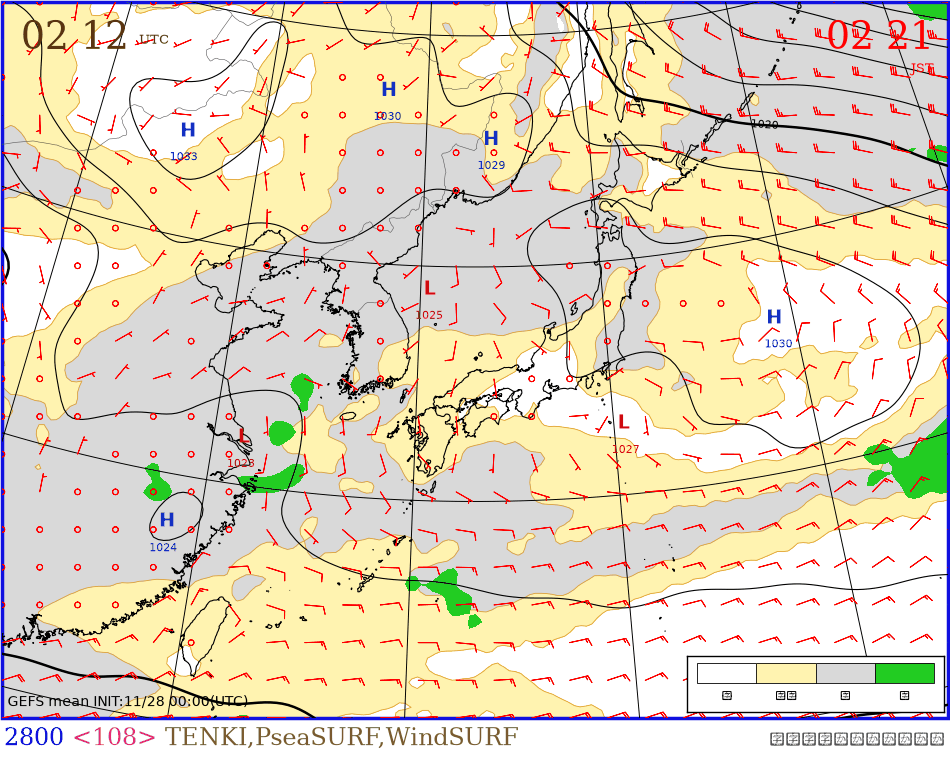 02 12 UTC
02 21
JST
H
1030
1020
H
1033
H
1029
L
1025
H
1030
L
1027
L
1023
H
1024
GEFS mean INIT:11/28 00:00(UTC)
2800 <108> TENKI,PseaSURF,WindSURF